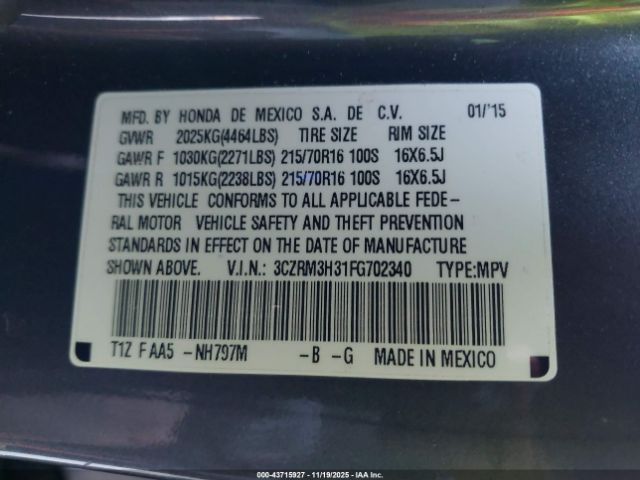 MFD. BY HONDA DE MEXICO S.A. DE C.V. 01/'15
GVWR 2025KG(4464LBS) TIRE SIZE RIM SIZE
GAWR F 1030KG(2271LBS) 215/70R16 100S 16X6.5J
GAWR R 1015KG(2238LBS) 215/70R16 100S 16X6.5J
THIS VEHICLE CONFORMS TO ALL APPLICABLE FEDE-
RAL MOTOR VEHICLE SAFETY AND THEFT PREVENTION
STANDARDS IN EFFECT ON THE DATE OF MANUFACTURE
SHOWN ABOVE. V.I.N.: 3CZRM3H31FG702340 TYPE:MPV
T1Z F AA5 -NH797M -B -G MADE IN MEXICO
000-43715927 - 11/19/2025 - IAA Inc.